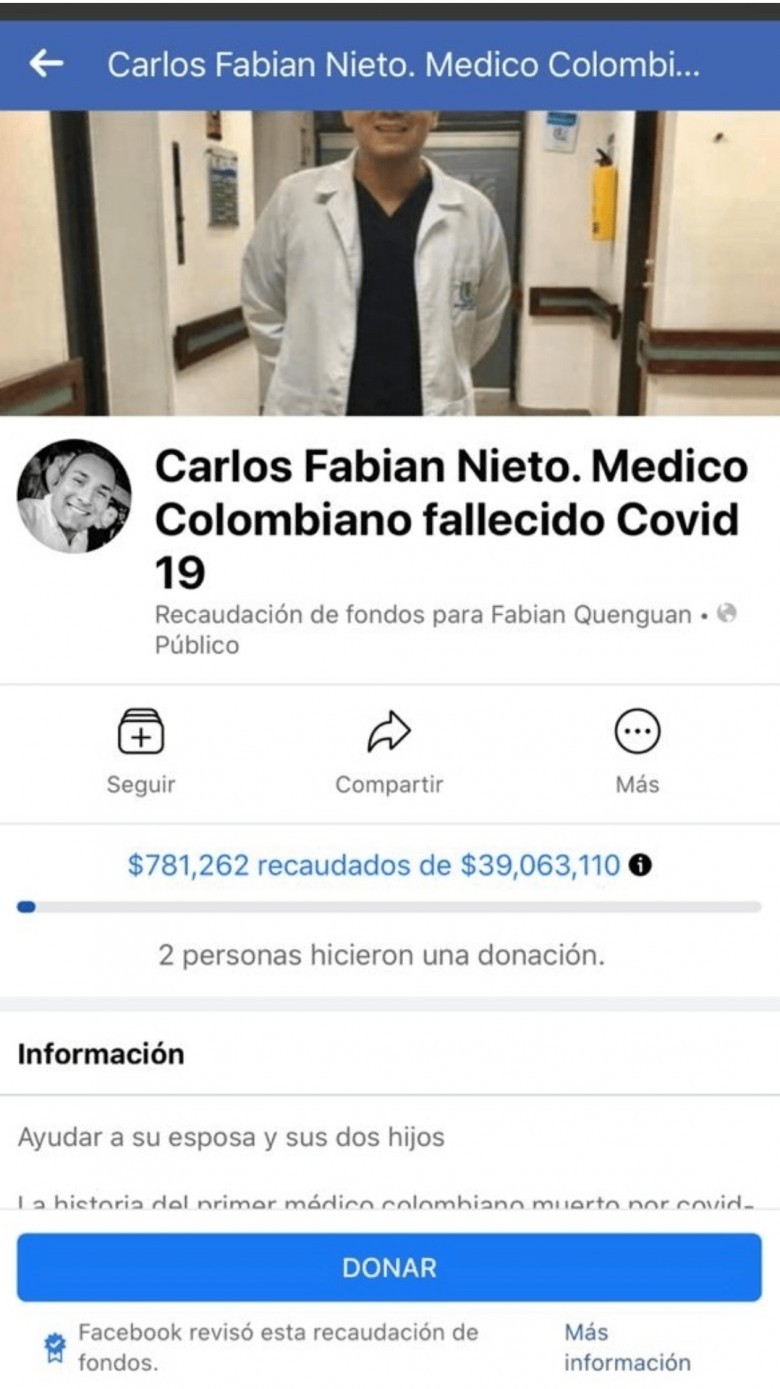 Carlos Fabian Nieto. Medico Colombi...
Carlos Fabian Nieto. Medico
Colombiano fallecido Covid
19
Recaudación de fondos para Fabian Quenguan •
Público
Seguir
Compartir
Más
$781,262 recaudados de $39,063,110
2 personas hicieron una donación.
Información
Ayudar a su esposa y sus dos hijos
La historia del primer médico colombiano muerto por covid-
DONAR
Facebook revisó esta recaudación de
fondos.
Más
información